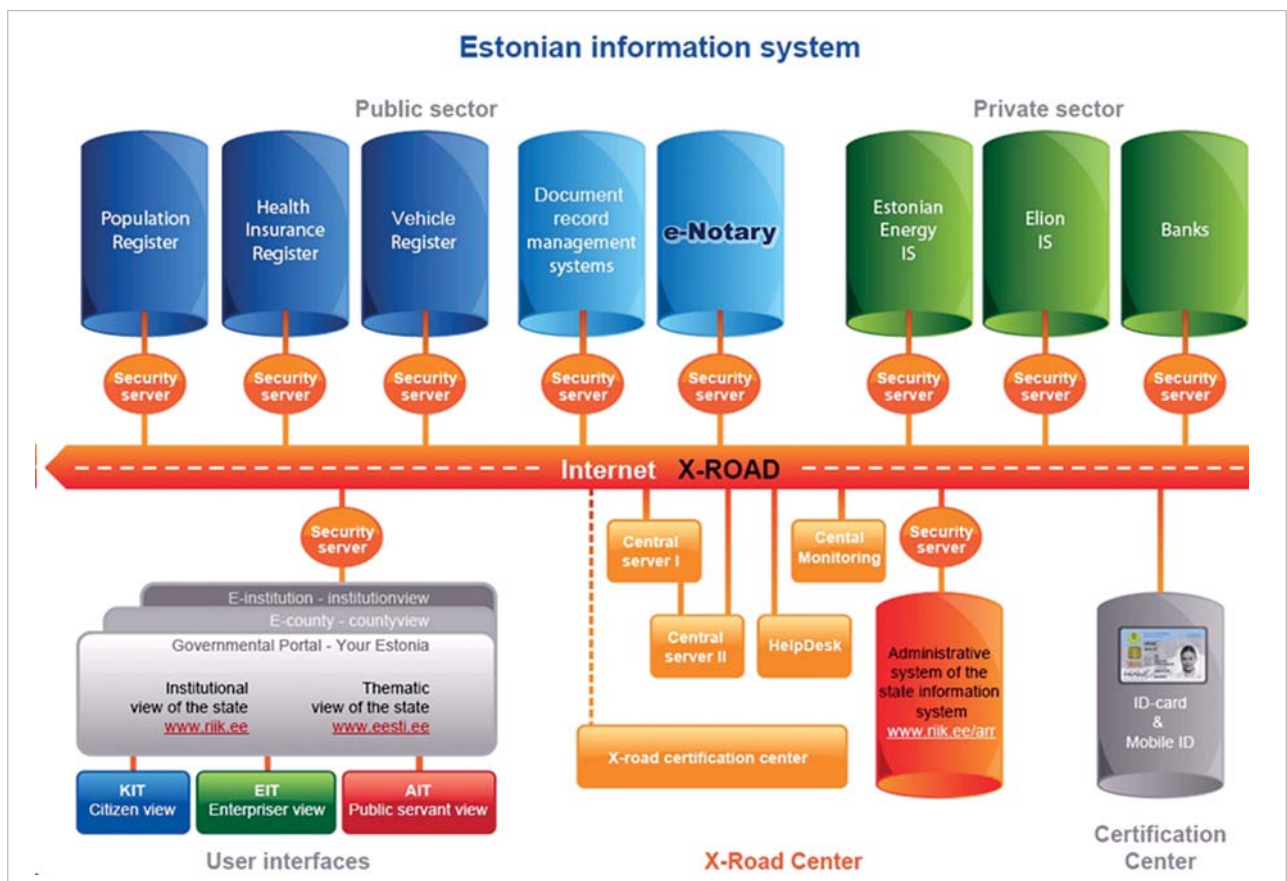 Estonian information system
Public sector
Private sector
Population
Register
Health
Insurance
Register
Vehicle
Register
Document
record
management
systems
e-Notary
Estonian
Energy
IS
Elion
IS
Banks
Security
server
Security
server
Security
server
Security
server
Security
server
Security
server
Security
server
Security
server
Internet X-ROAD
Security
server
Central
server I
Cental
Monitoring
Security
server
E-institution - institutionview
E-county - countyview
Governmental Portal - Your Estonia
Institutional
view of the state
www.riik.ee
Thematic
view of the state
www.eesti.ee
Central
server II
HelpDesk
Administrative
system of the
state information
system
www.riik.ee/arr
ID-card
&
Mobile ID
X-road certification center
KIT
Citizen view
EIT
Enterpriser view
AIT
Public servant view
User interfaces
X-Road Center
Certification
Center